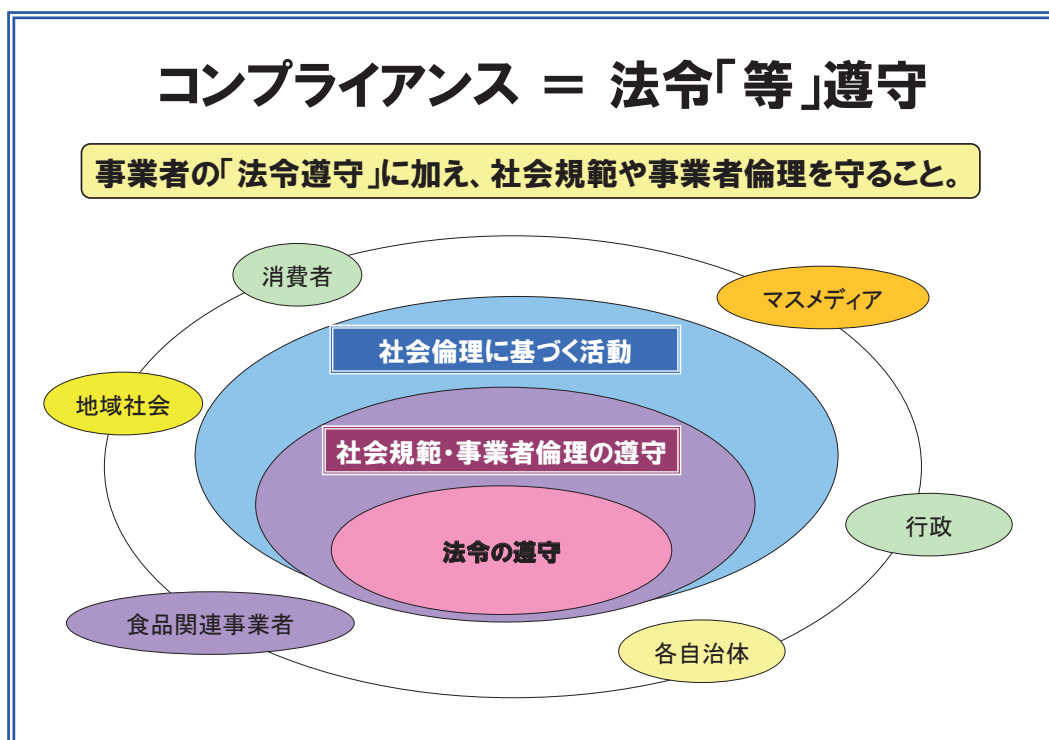 コンプライアンス = 法令「等」遵守
事業者の「法令遵守」に加え、社会規範や事業者倫理を守ること。
消費者
マスメディア
社会倫理に基づく活動
地域社会
社会規範・事業者倫理の遵守
行政
法令の遵守
食品関連事業者
各自治体